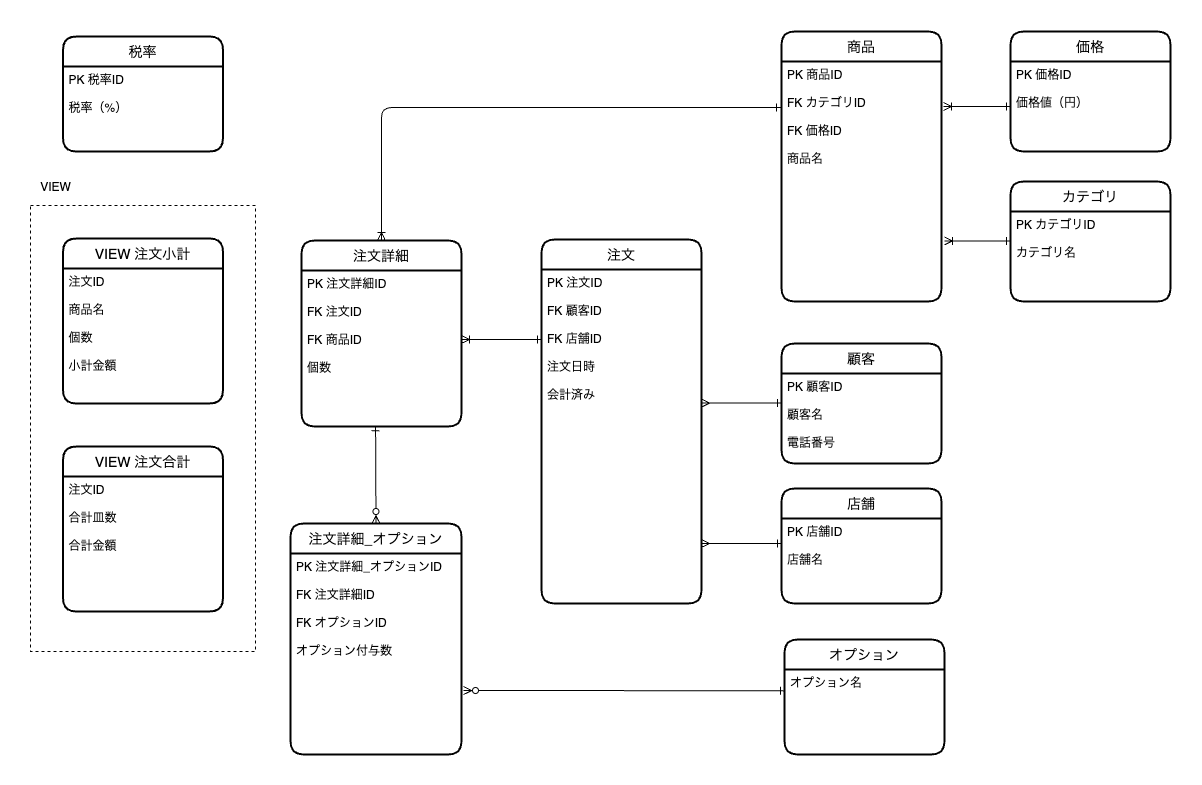 税率
PK 税率ID
税率（%）
VIEW
VIEW 注文小計
注文ID
商品名
個数
小計金額
VIEW 注文合計
注文ID
合計皿数
合計金額
注文詳細
PK 注文詳細ID
FK 注文ID
FK 商品ID
個数
注文詳細_オプション
PK 注文詳細_オプションID
FK 注文詳細ID
FK オプションID
オプション付与数
注文
PK 注文ID
FK 顧客ID
FK 店舗ID
注文日時
会計済み
商品
PK 商品ID
FK カテゴリID
FK 価格ID
商品名
価格
PK 価格ID
価格値（円）
カテゴリ
PK カテゴリID
カテゴリ名
顧客
PK 顧客ID
顧客名
電話番号
店舗
PK 店舗ID
店舗名
オプション
オプション名